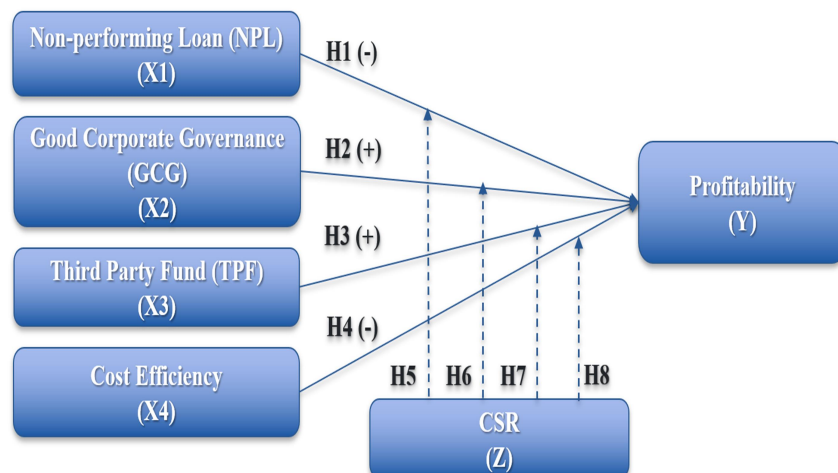 Non-performing Loan (NPL)
(X1)
Good Corporate Governance
(GCG)
(X2)
Third Party Fund (TPF)
(X3)
Cost Efficiency
(X4)
H1 (-)
H2 (+)
H3 (+)
H4 (-)
H5
H6
H7
H8
CSR
(Z)
Profitability
(Y)